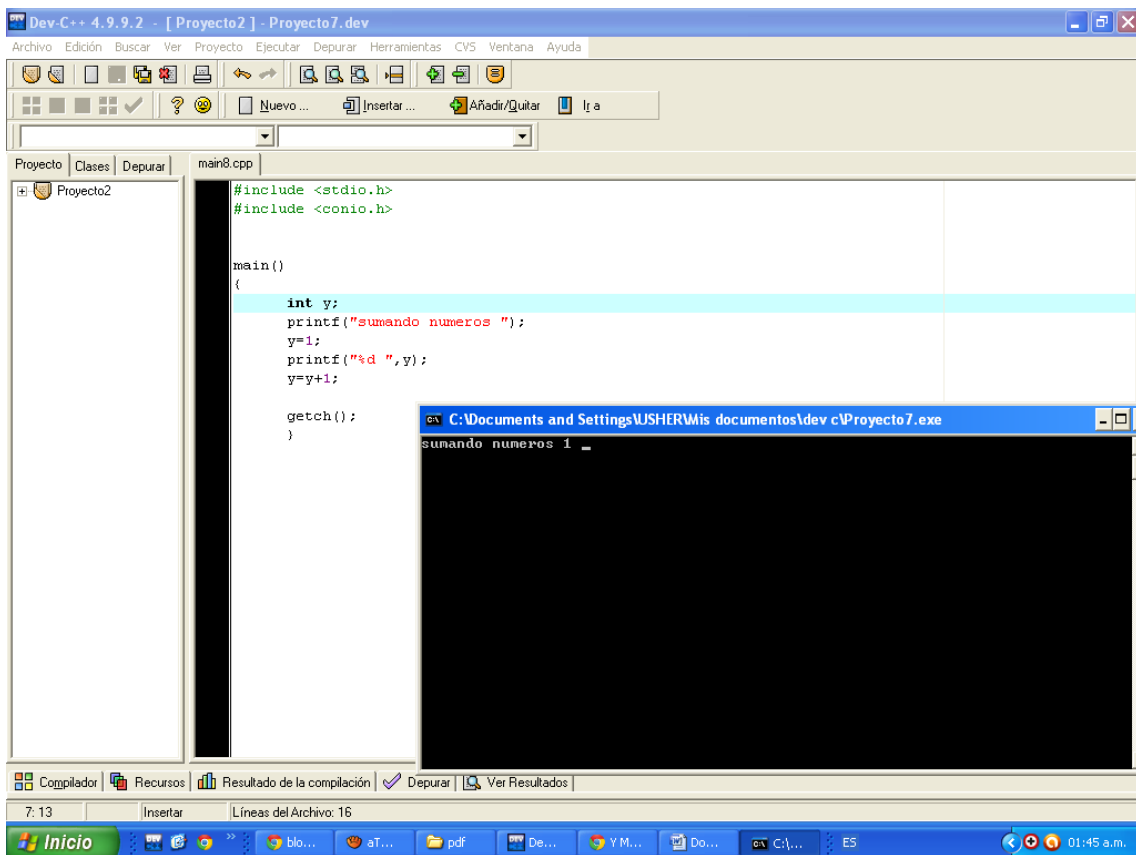 Dev-C++ 4.9.9.2 - [ Proyecto2 ] - Proyecto7.dev
Archivo Edición Buscar Ver Proyecto Ejecutar Depurar Herramientas CVS Ventana Ayuda
Nuevo ... Insertar ... Añadir/Quitar Ir a
Proyecto Clases Depurar main8.cpp
Proyecto2
#include <stdio.h>
#include <conio.h>
main()
{
int y;
printf("sumando numeros ");
y=1;
printf("%d ",y);
y=y+1;
getch();
}
C:\Documents and Settings\USHER\Mis documentos\dev c\Proyecto7.exe
sumando numeros 1 _
Compilador Recursos Resultado de la compilación Depurar Ver Resultados
7: 13 Insertar Líneas del Archivo: 16
Inicio blo... aT... pdf De... Y M... Do... C:\... ES 01:45 a.m.